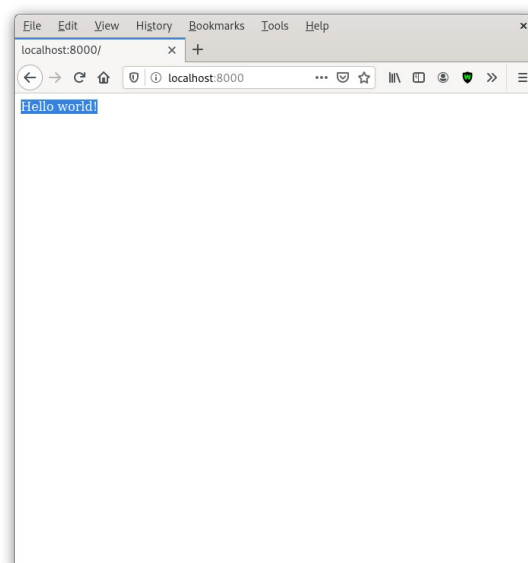 File Edit View History Bookmarks Tools Help
localhost:8000/
localhost:8000
Hello world!